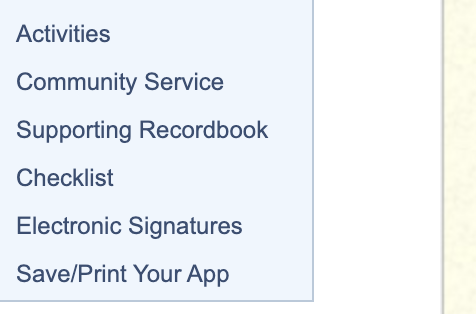 Activities
Community Service
Supporting Recordbook
Checklist
Electronic Signatures
Save/Print Your App